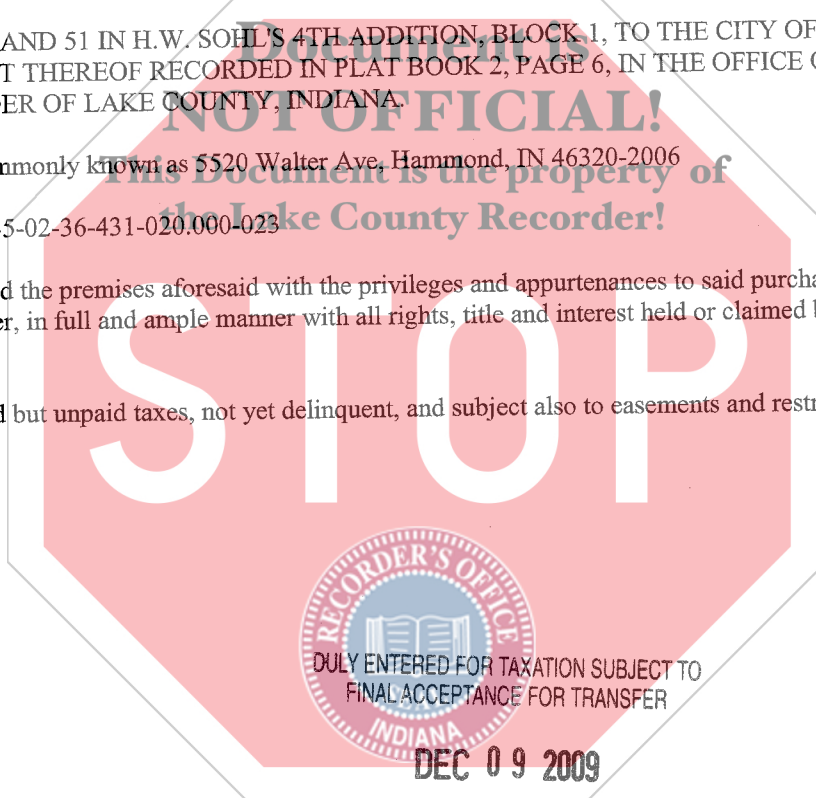 Document is
AND 51 IN H.W. SOHL'S 4TH ADDITION, BLOCK 1, TO THE CITY OF
T THEREOF RECORDED IN PLAT BOOK 2, PAGE 6, IN THE OFFICE
ER OF LAKE COUNTY, INDIANA.
NOT OFFICIAL!
mmonly known as 5520 Walter Ave, Hammond, IN 46320-2006
This Document is the property of
the Lake County Recorder!
5-02-36-431-020.000-023
d the premises aforesaid with the privileges and appurtenances to said purcha
er, in full and ample manner with all rights, title and interest held or claimed
STOP
d but unpaid taxes, not yet delinquent, and subject also to easements and restr
RECORDER'S OFFICE
SEAL
INDIANA
DULY ENTERED FOR TAXATION SUBJECT TO
FINAL ACCEPTANCE FOR TRANSFER
DEC 09 2009